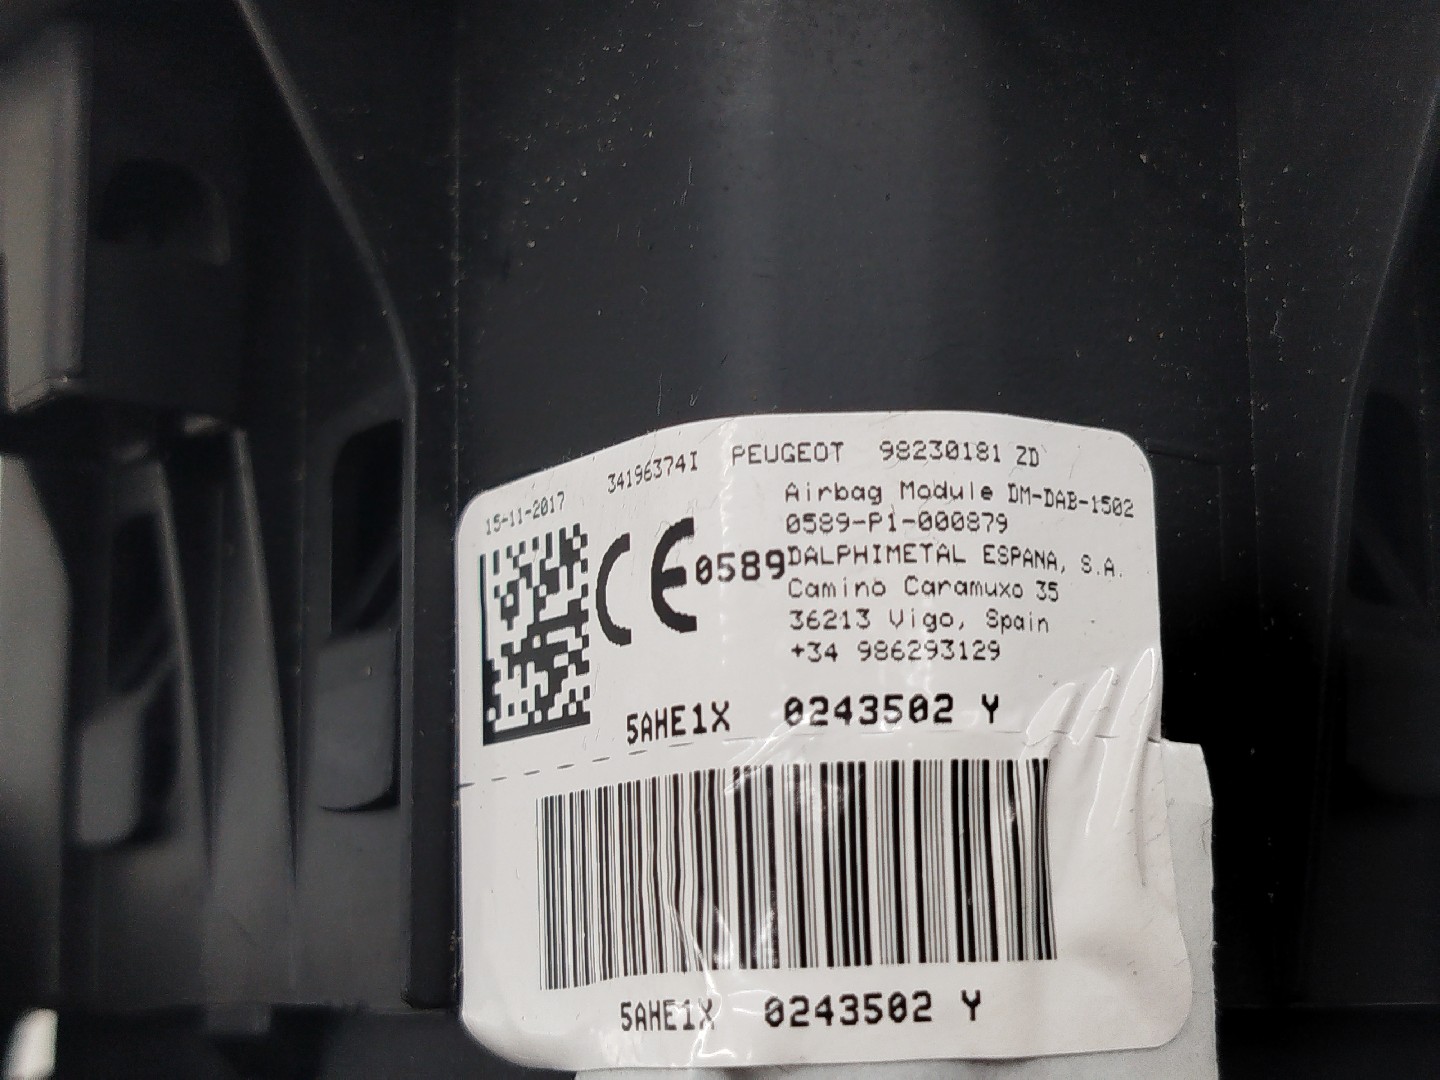 15-11-2017 34196374I PEUGEOT 98230181 ZD
Airbag Module DM-DAB-1502
0589-P1-000879
CE 0589 DALPHIMETAL ESPANA, S.A.
Camino Caramuxo 35
36213 Vigo, Spain
+34 986293129
5AHE1X 0243502 Y
5AHE1X 0243502 Y